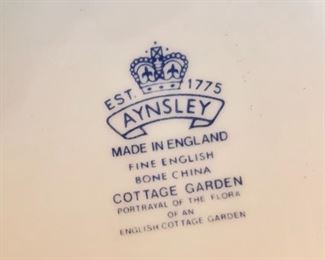 EST. 1775
AYNSLEY
MADE IN ENGLAND
FINE ENGLISH
BONE CHINA
COTTAGE GARDEN
PORTRAYAL OF THE FLORA
OF AN
ENGLISH COTTAGE GARDEN